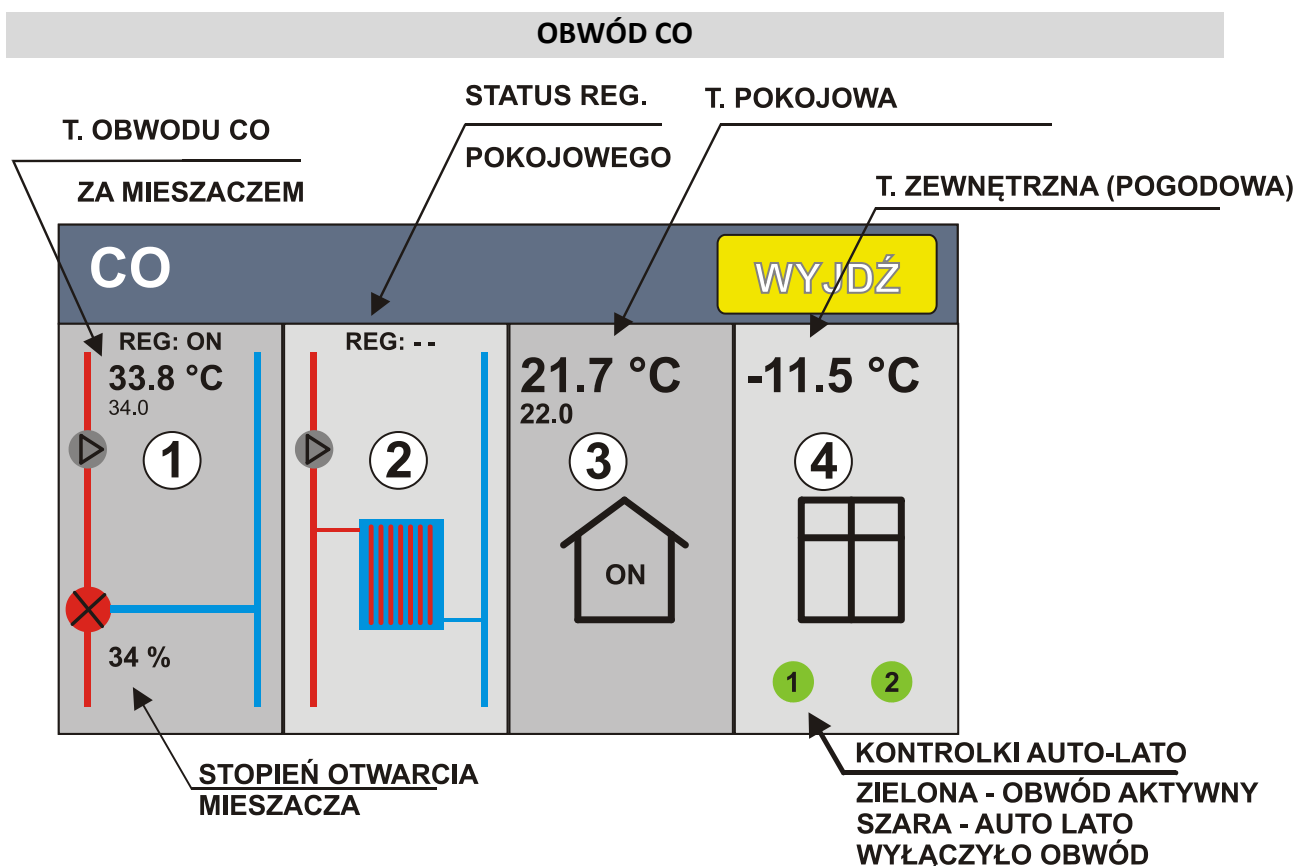 OBWÓD CO
STATUS REG.
POKOJOWEGO
T. POKOJOWA
T. OBWODU CO
ZA MIESZACZEM
T. ZEWNĘTRZNA (POGODOWA)
CO
WYJDŹ
REG: ON
33.8 °C
34.0
1
34 %
REG: - -
2
21.7 °C
22.0
3
ON
-11.5 °C
4
1
2
STOPIEŃ OTWARCIA
MIESZACZA
KONTROLKI AUTO-LATO
ZIELONA - OBWÓD AKTYWNY
SZARA - AUTO LATO
WYŁĄCZYŁO OBWÓD